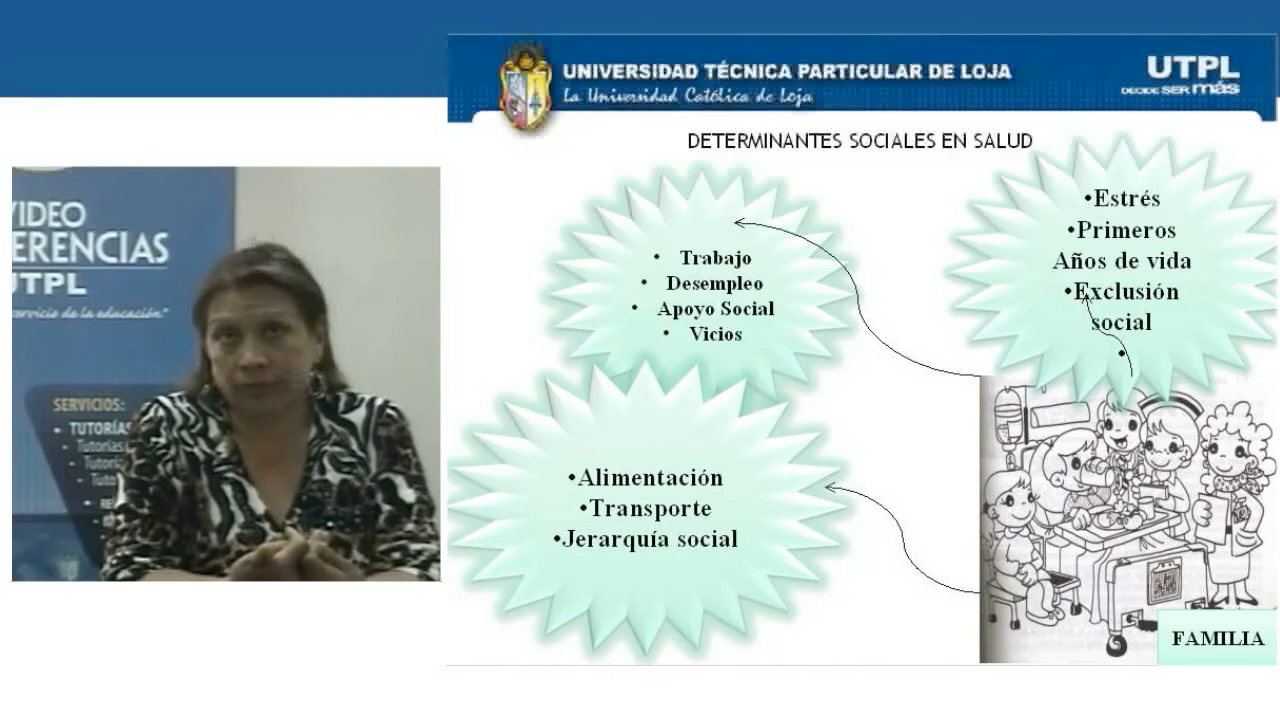 UNIVERSIDAD TÉCNICA PARTICULAR DE LOJA
La Universidad Católica de Loja
UTPL
DECIDE SER más
DETERMINANTES SOCIALES EN SALUD
•Estrés
•Primeros
Años de vida
•Exclusión
social
•
• Trabajo
• Desempleo
• Apoyo Social
• Vicios
•Alimentación
•Transporte
•Jerarquía social
FAMILIA
VIDEO
ERENCIAS
UTPL
servicio de la educación"
SERVICIOS:
• TUTORÍAS
- Tutorías